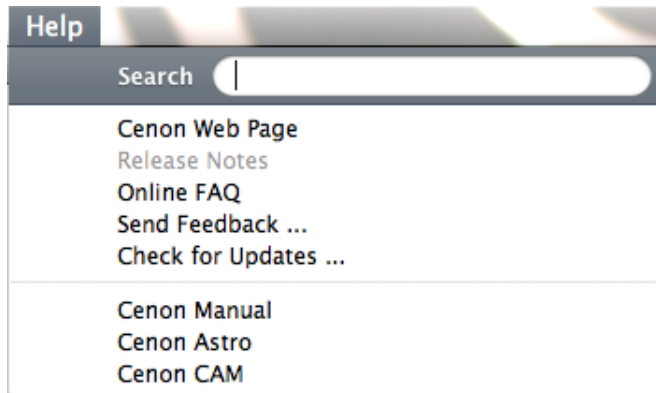 Help
Search
Cenon Web Page
Release Notes
Online FAQ
Send Feedback ...
Check for Updates ...
Cenon Manual
Cenon Astro
Cenon CAM